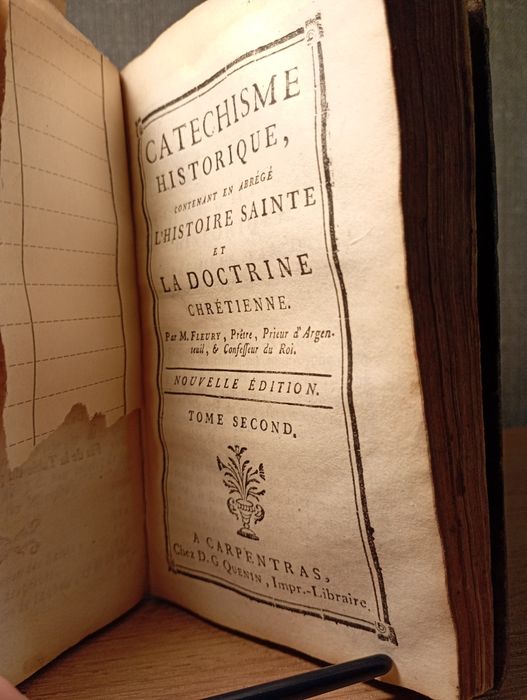 CATECHISME
HISTORIQUE,
CONTENANT EN ABRÉGÉ
L'HISTOIRE SAINTE
ET
LA DOCTRINE
CHRÉTIENNE.
Par M. FLEURY, Prêtre, Prieur d'Argen-
teuil, & Confesseur du Roi.
NOUVELLE ÉDITION.
TOME SECOND.
A CARPENTRAS,
Chez D. G QUENIN, Impr.-Libraire.